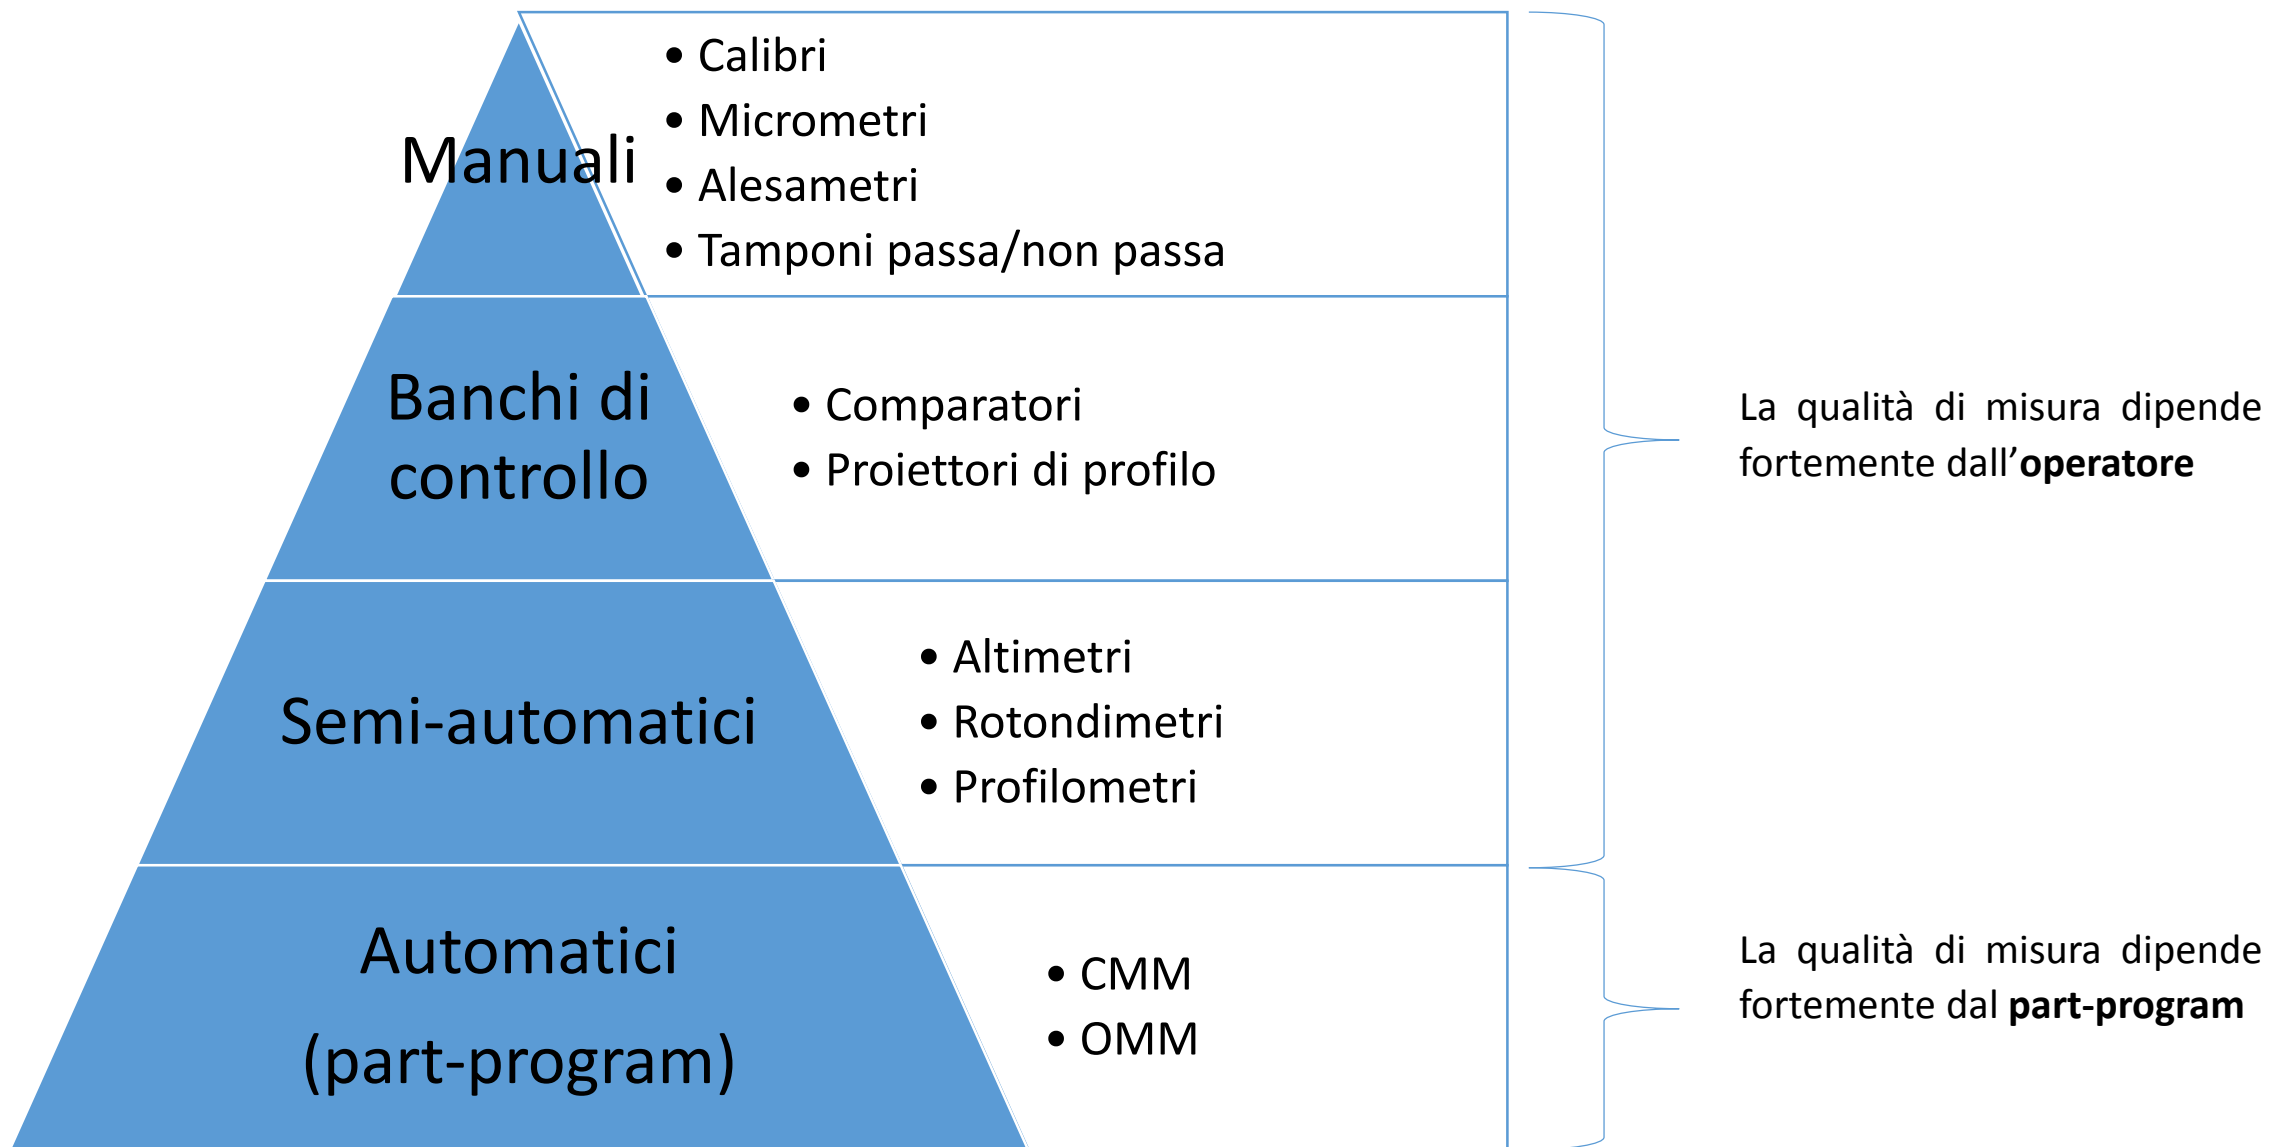 Manuali
• Calibri
• Micrometri
• Alesametri
• Tamponi passa/non passa
Banchi di
controllo
• Comparatori
• Proiettori di profilo
La qualità di misura dipende
fortemente dall’operatore
Semi-automatici
• Altimetri
• Rotondimetri
• Profilometri
Automatici
(part-program)
• CMM
• OMM
La qualità di misura dipende
fortemente dal part-program